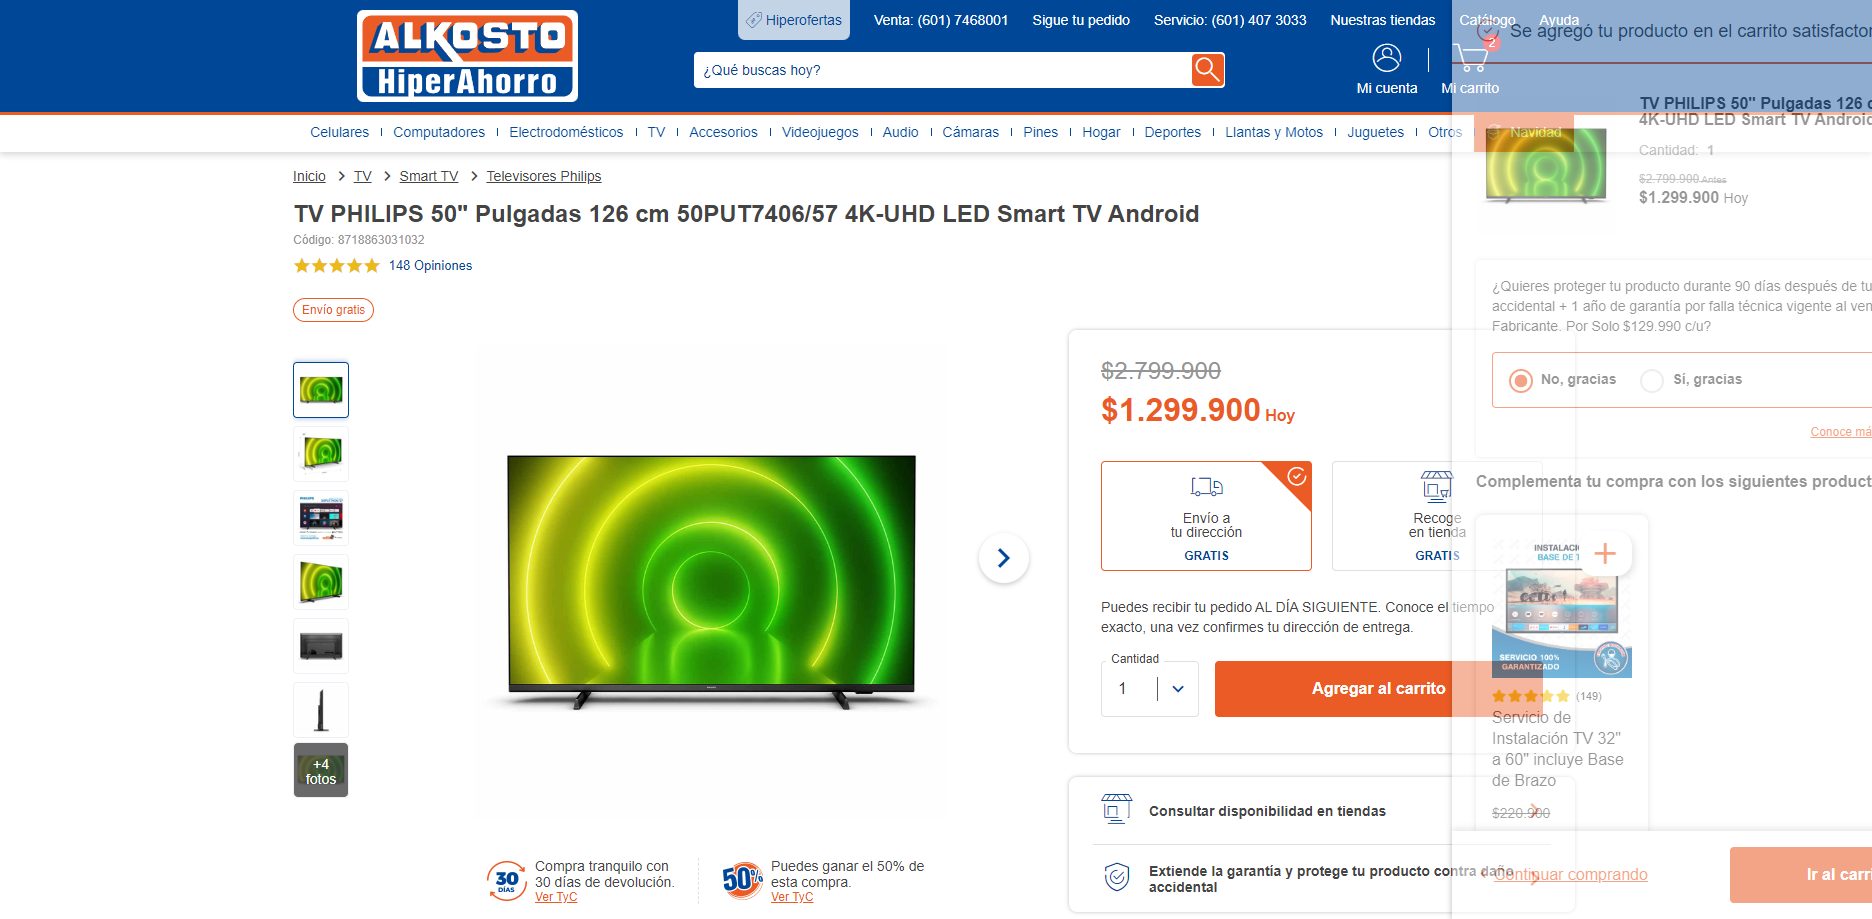 ALKOSTO
HiperAhorro
Hiperofertas
Venta: (601) 7468001
Sigue tu pedido
Servicio: (601) 407 3033
Nuestras tiendas
Catálogo
Ayuda
¿Qué buscas hoy?
Mi cuenta
2
Mi carrito
Celulares
Computadores
Electrodomésticos
TV
Accesorios
Videojuegos
Audio
Cámaras
Pines
Hogar
Deportes
Llantas y Motos
Juguetes
Otros
Navidad
Inicio > TV > Smart TV > Televisores Philips
TV PHILIPS 50" Pulgadas 126 cm 50PUT7406/57 4K-UHD LED Smart TV Android
Código: 8718863031032
148 Opiniones
Envío gratis
+4
fotos
$2.799.900
$1.299.900 Hoy
Envío a
tu dirección
GRATIS
Recoge
en tienda
GRATIS
Puedes recibir tu pedido AL DÍA SIGUIENTE. Conoce el tiempo
exacto, una vez confirmes tu dirección de entrega.
Cantidad
1
Agregar al carrito
Consultar disponibilidad en tiendas
Extiende la garantía y protege tu producto contra daño
accidental
30
DÍAS
Compra tranquilo con
30 días de devolución.
Ver TyC
50%
Puedes ganar el 50% de
esta compra.
Ver TyC
Se agregó tu producto en el carrito satisfactor
TV PHILIPS 50" Pulgadas 126 c
4K-UHD LED Smart TV Android
Cantidad: 1
$2.799.900 Antes
$1.299.900 Hoy
¿Quieres proteger tu producto durante 90 días después de tu
accidental + 1 año de garantía por falla técnica vigente al ven
Fabricante. Por Solo $129.990 c/u?
No, gracias
Sí, gracias
Conoce má
Complementa tu compra con los siguientes product
INSTALACI
BASE DE T
SERVICIO 100%
GARANTIZADO
(149)
Servicio de
Instalación TV 32"
a 60" incluye Base
de Brazo
$220.900
Continuar comprando
Ir al carri